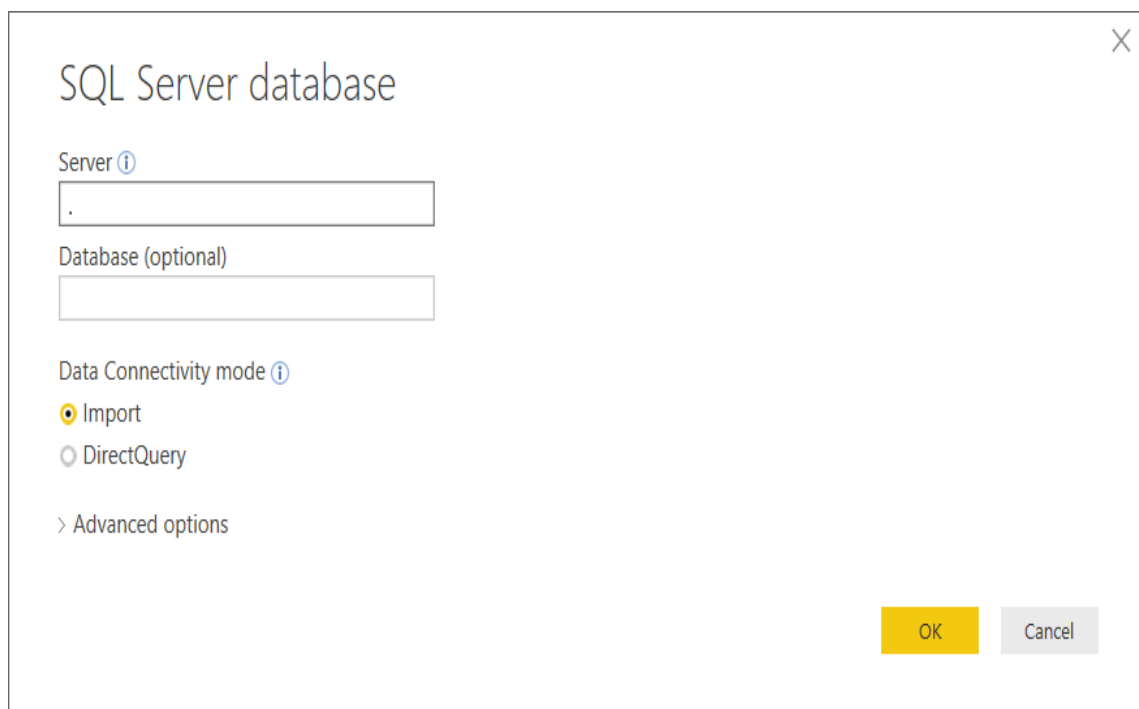 SQL Server database
Server
.
Database (optional)
Data Connectivity mode
Import
DirectQuery
Advanced options
OK
Cancel